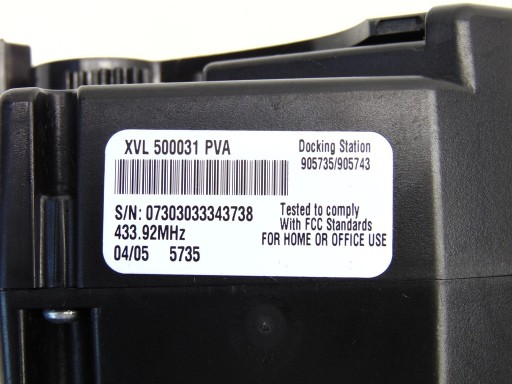 XVL 500031 PVA
Docking Station
905735/905743
S/N: 07303033343738
433.92MHz
04/05 5735
Tested to comply
With FCC Standards
FOR HOME OR OFFICE USE